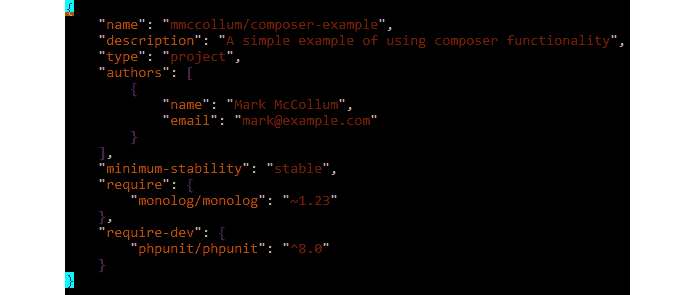 {
"name": "mmccollum/composer-example",
"description": "A simple example of using composer functionality",
"type": "project",
"authors": [
{
"name": "Mark McCollum",
"email": "mark@example.com"
}
],
"minimum-stability": "stable",
"require": {
"monolog/monolog": "~1.23"
},
"require-dev": {
"phpunit/phpunit": "^8.0"
}
}